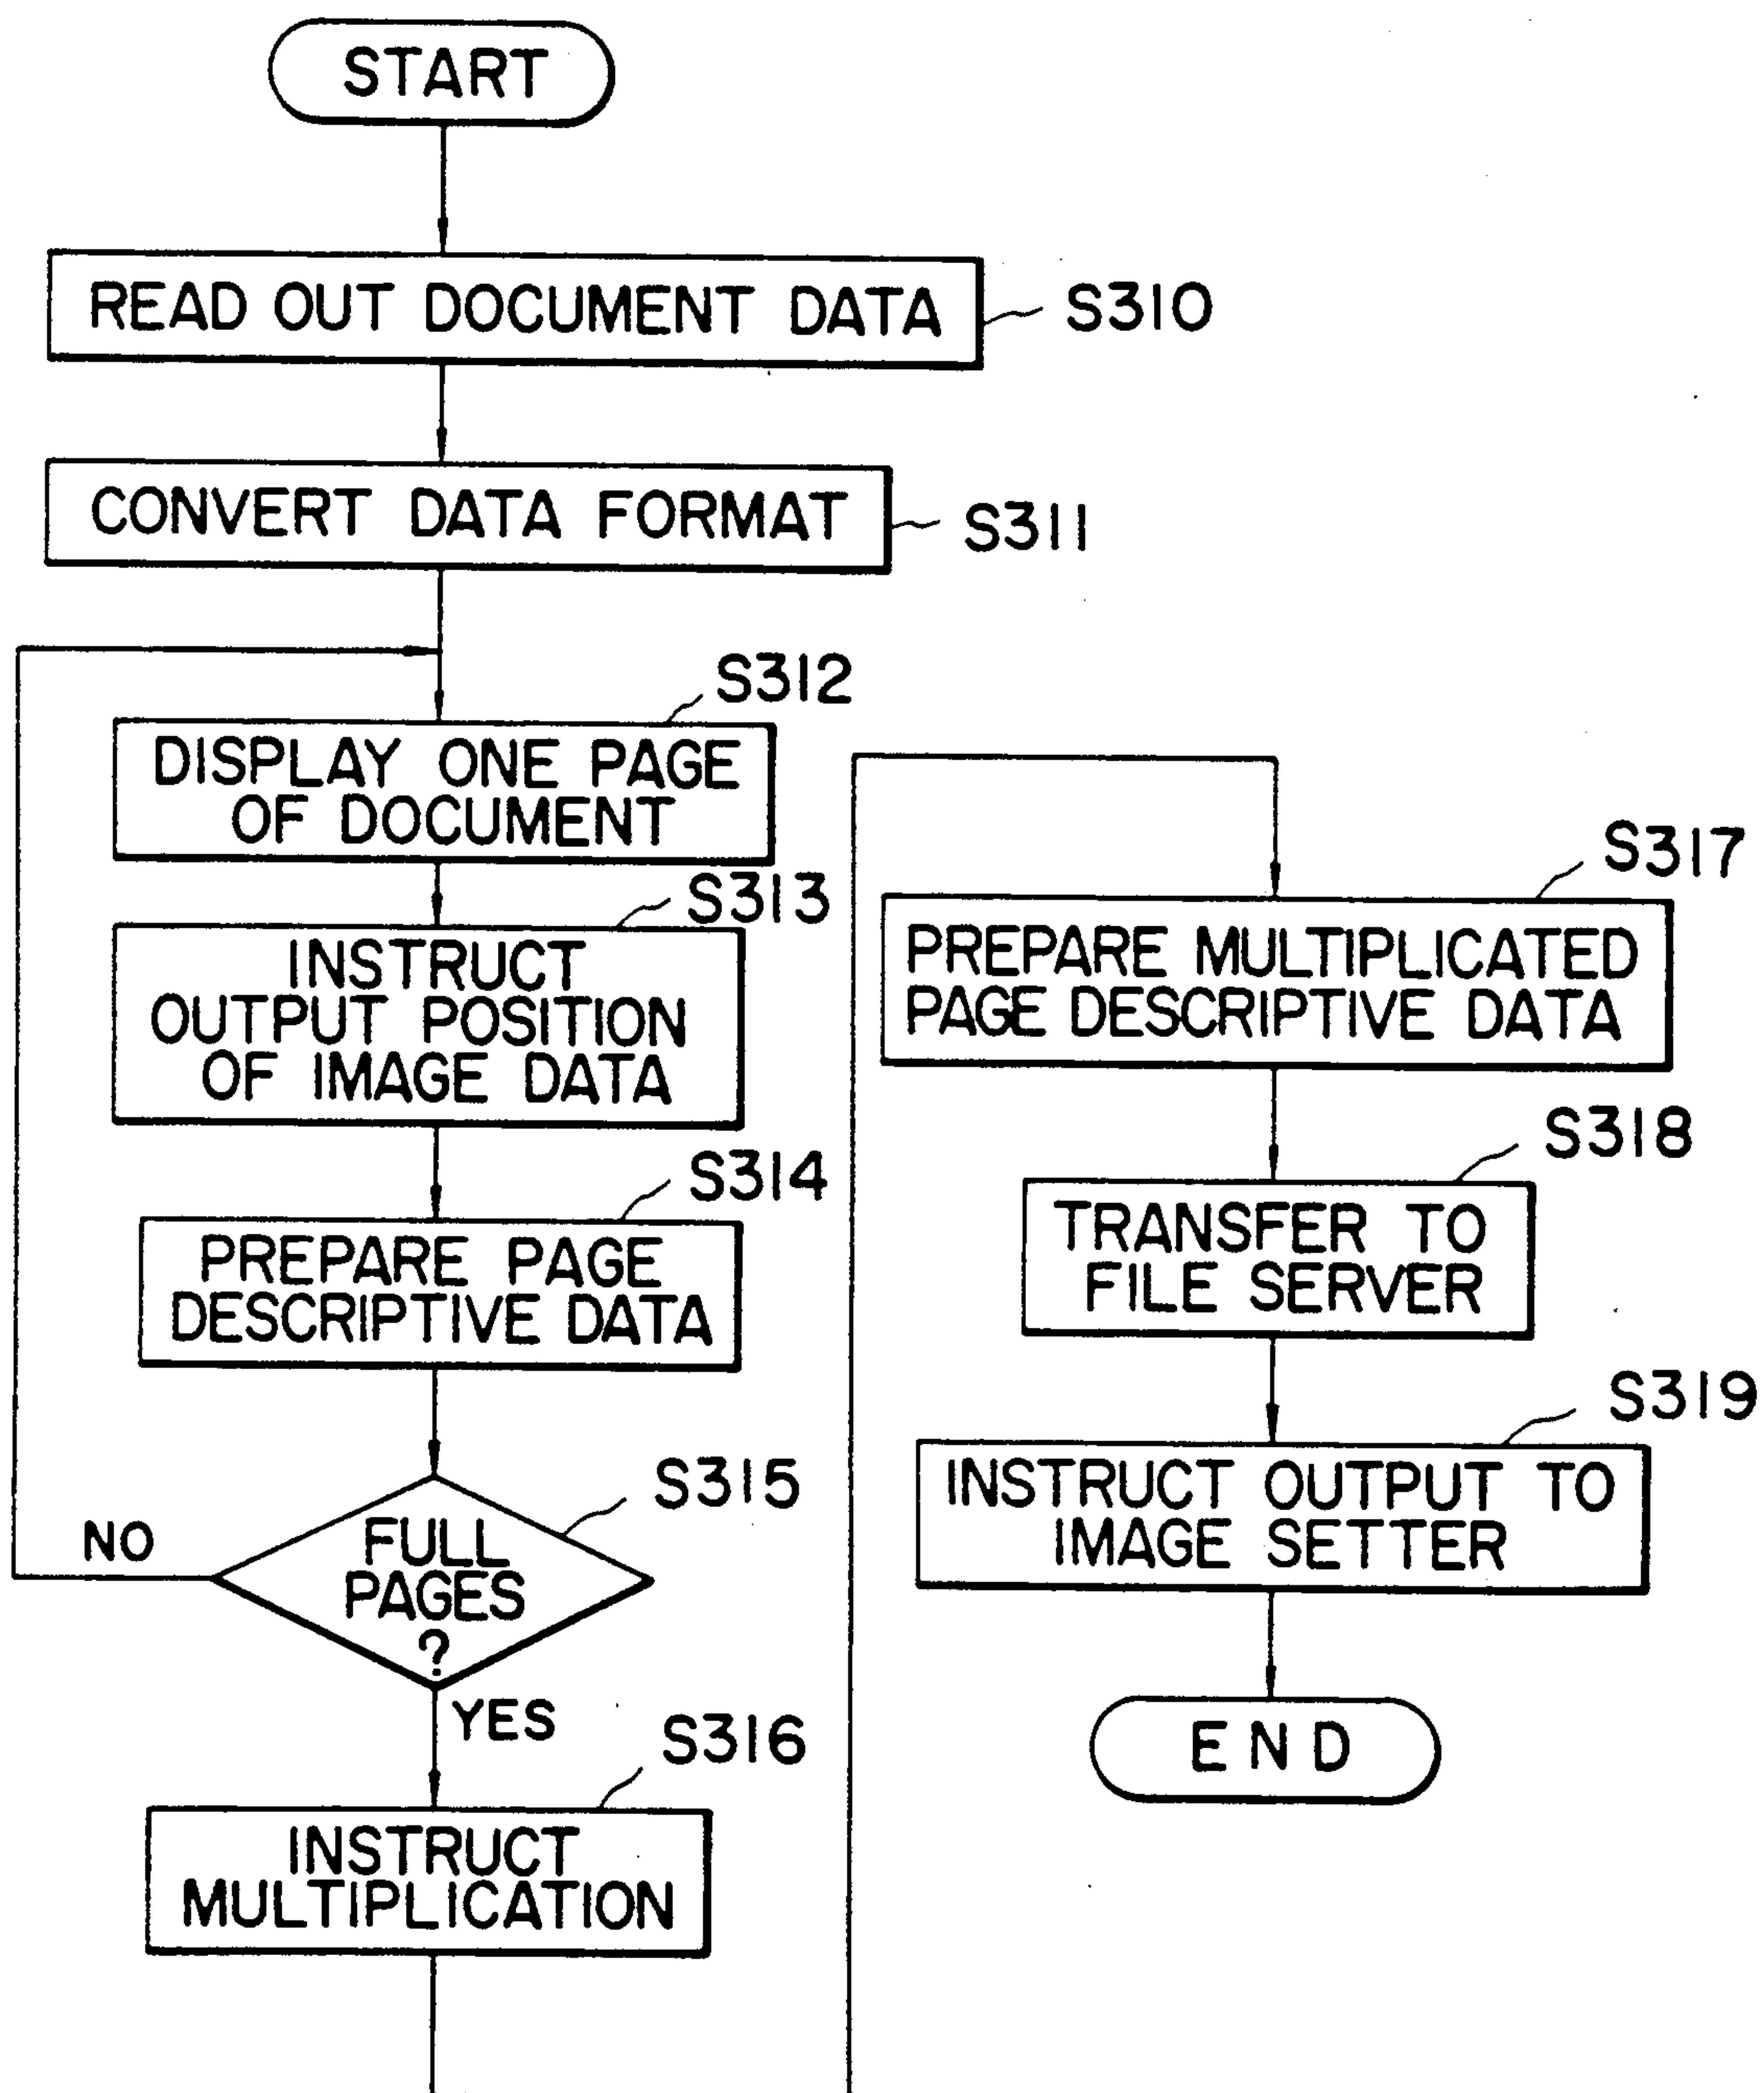 START
READ OUT DOCUMENT DATA
S310
CONVERT DATA FORMAT
S311
S312
DISPLAY ONE PAGE
OF DOCUMENT
S313
INSTRUCT
OUTPUT POSITION
OF IMAGE DATA
S314
PREPARE PAGE
DESCRIPTIVE DATA
S315
FULL
PAGES
?
NO
YES
S316
INSTRUCT
MULTIPLICATION
S317
PREPARE MULTIPLICATED
PAGE DESCRIPTIVE DATA
S318
TRANSFER TO
FILE SERVER
S319
INSTRUCT OUTPUT TO
IMAGE SETTER
END